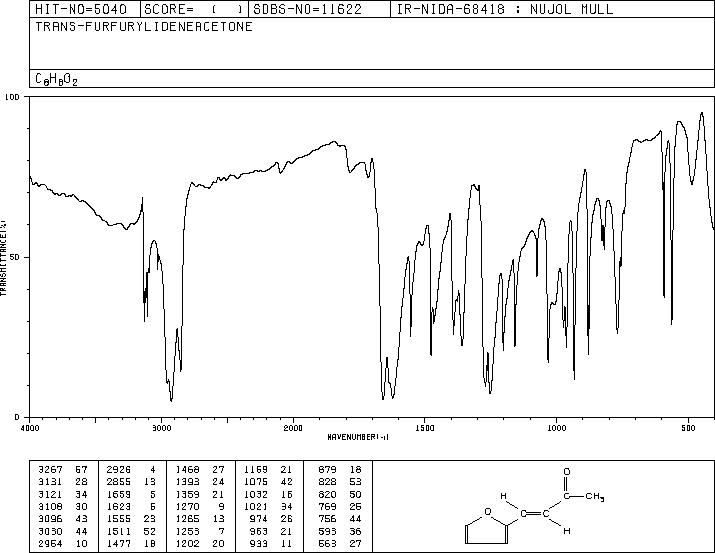 HIT-NO=5040 SCORE= ( ) SDBS-NO=11622 IR-NIDA-68418 : NUJOL MULL
TRANS-FURFURYLIDENEACETONE
C8H8O2
100
50
0
TRANSMITTANCE(%)
4000 3000 2000 1500 1000 500
WAVENUMBER(-1)
3267 67 2926 4 1468 27 1159 21 879 18
3131 28 2855 13 1393 24 1075 42 828 53
3121 34 1659 5 1359 21 1032 16 820 50
3108 30 1623 6 1270 9 1021 34 769 25
3096 43 1555 23 1265 13 974 26 756 44
3030 44 1511 52 1253 7 963 21 593 36
2954 10 1477 18 1202 20 933 11 563 27
O
H C CH3
O C C
H